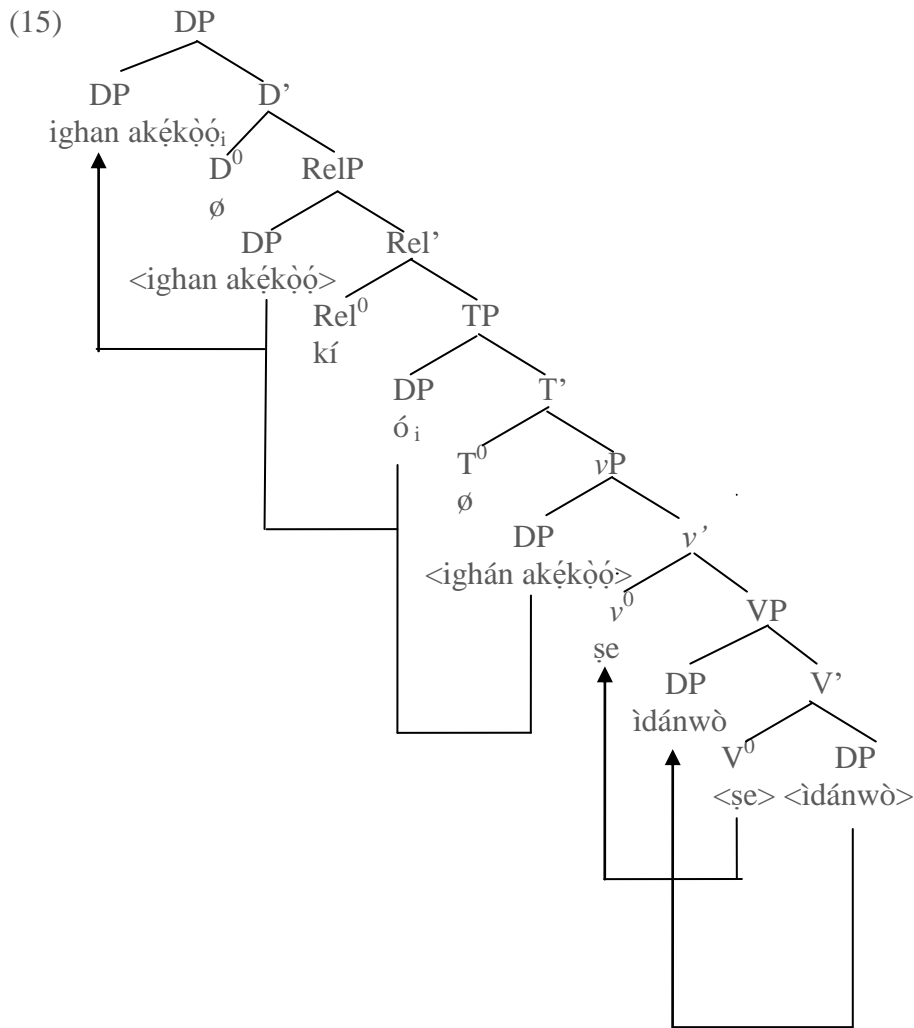 (15) DP
DP D’
ighan akẹ́kọ̀ọ́i
D0 RelP
ø
DP Rel’
<ighan akẹ́kọ̀ọ́>
Rel0 TP
kí
DP T’
ó i
T0 vP
ø
DP v’
<ighán akẹ́kọ̀ọ́>
v0 VP
ṣe
DP V’
ìdánwò
V0 DP
<ṣe> <ìdánwò>